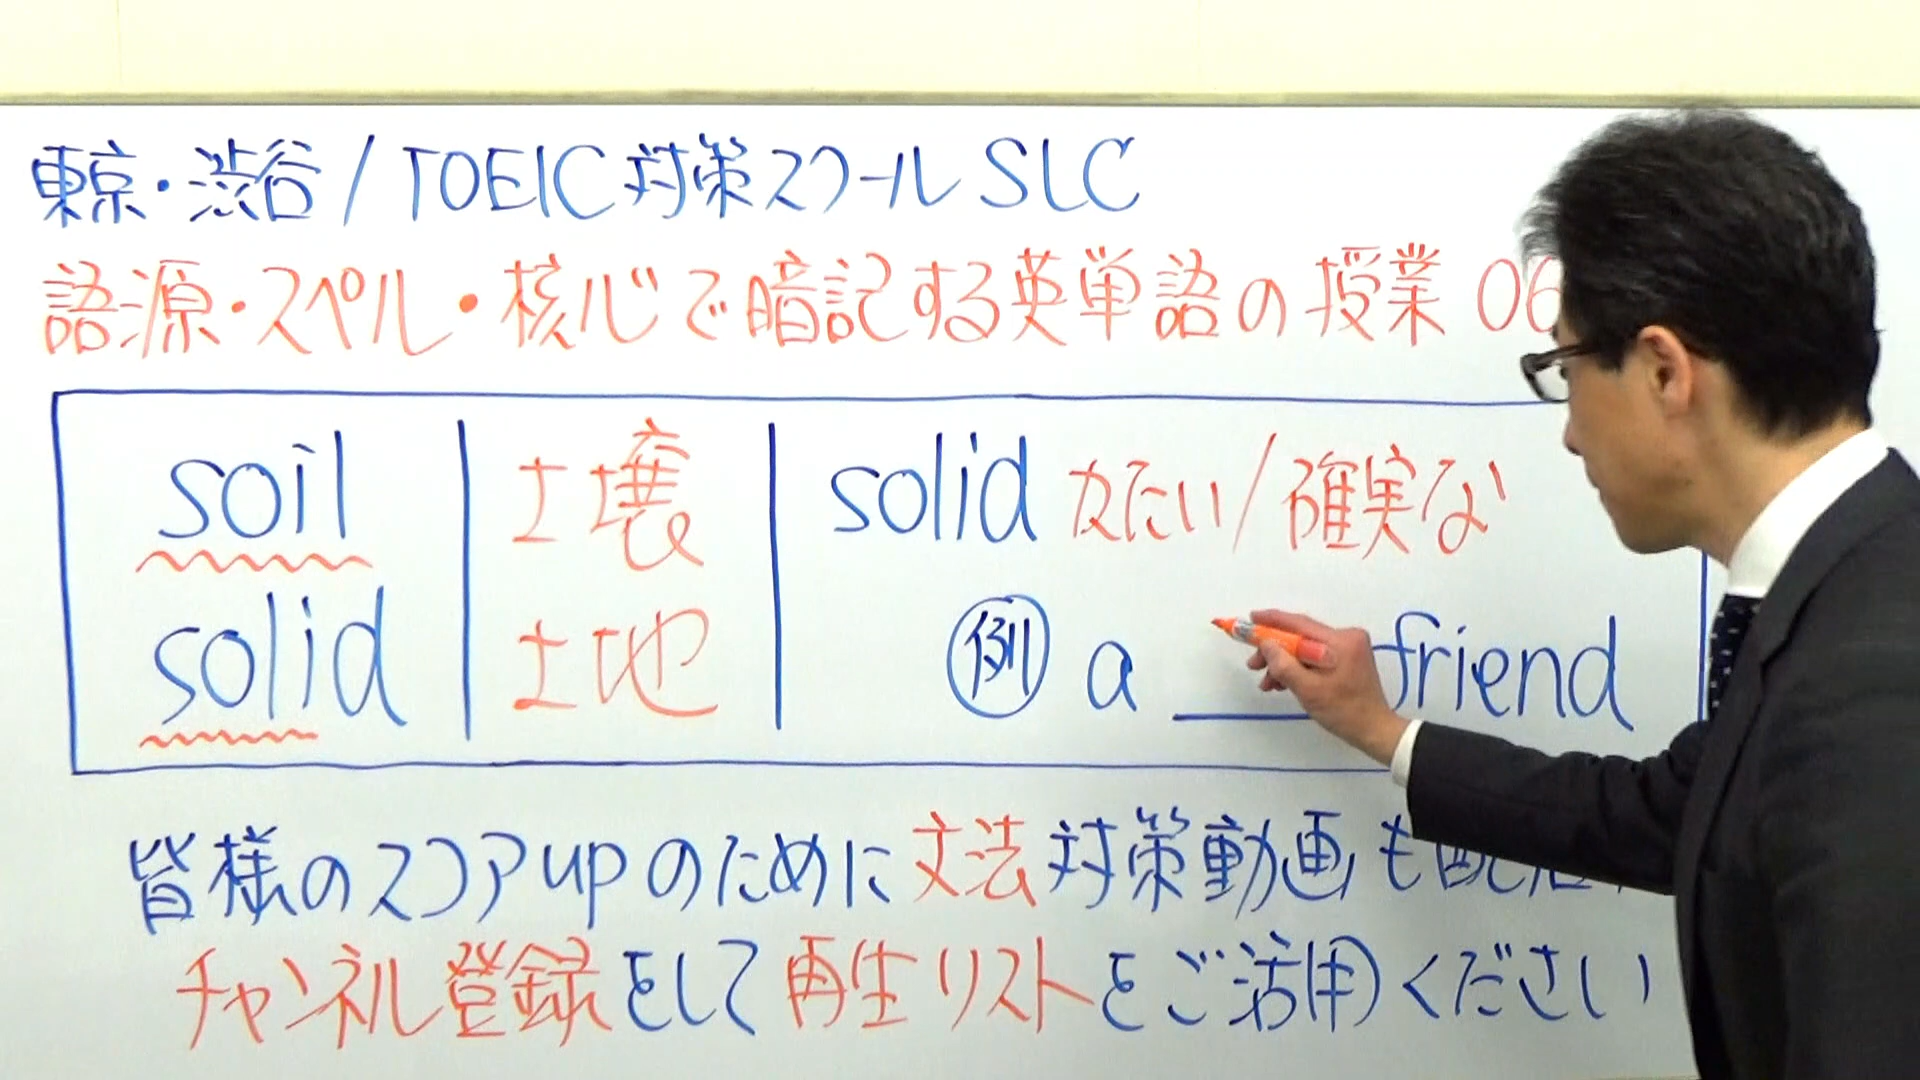 東京・渋谷 / TOEIC対策スクール SLC
語源・スペル・核心で暗記する英単語の授業 06
soil 土壌 solid かたい/確実な
solid 土地 例 a ____ friend
皆様のスコアupのために文法対策動画も
チャンネル登録をして再生リストをご活用ください